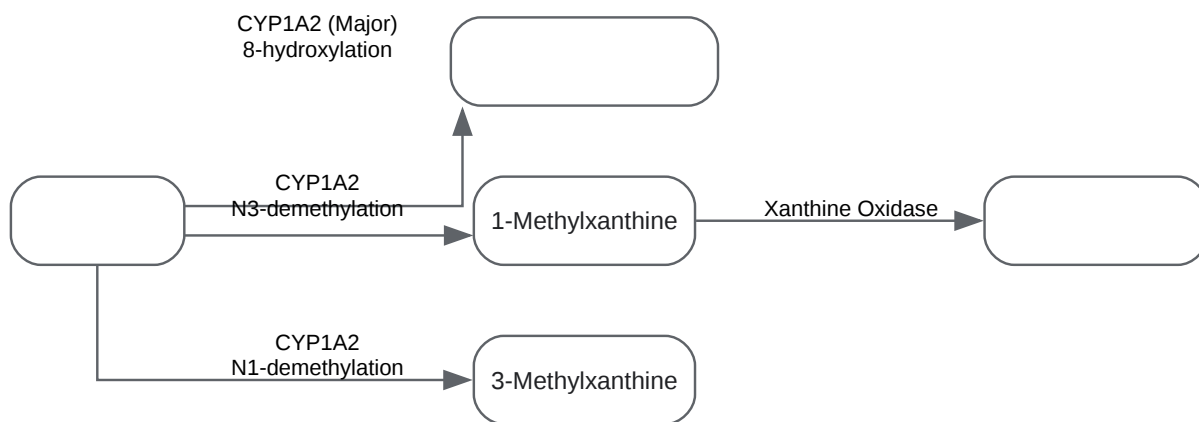 CYP1A2 (Major)
8-hydroxylation
CYP1A2
N3-demethylation
1-Methylxanthine
Xanthine Oxidase
CYP1A2
N1-demethylation
3-Methylxanthine